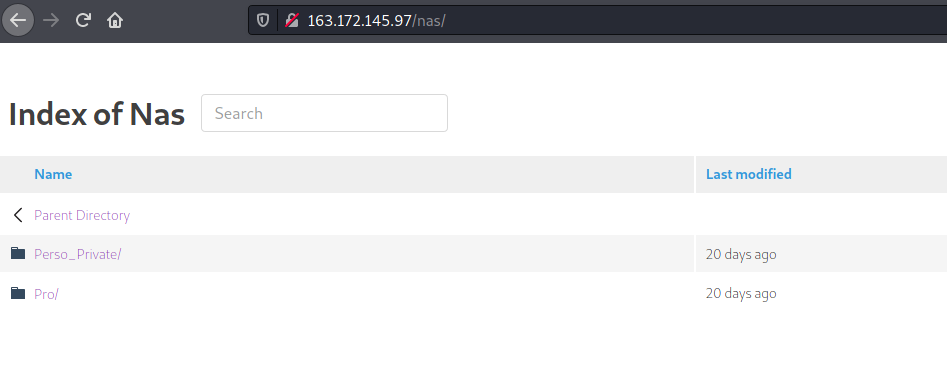 163.172.145.97/nas/
Index of Nas Search
Name Last modified
Parent Directory
Perso_Private/ 20 days ago
Pro/ 20 days ago